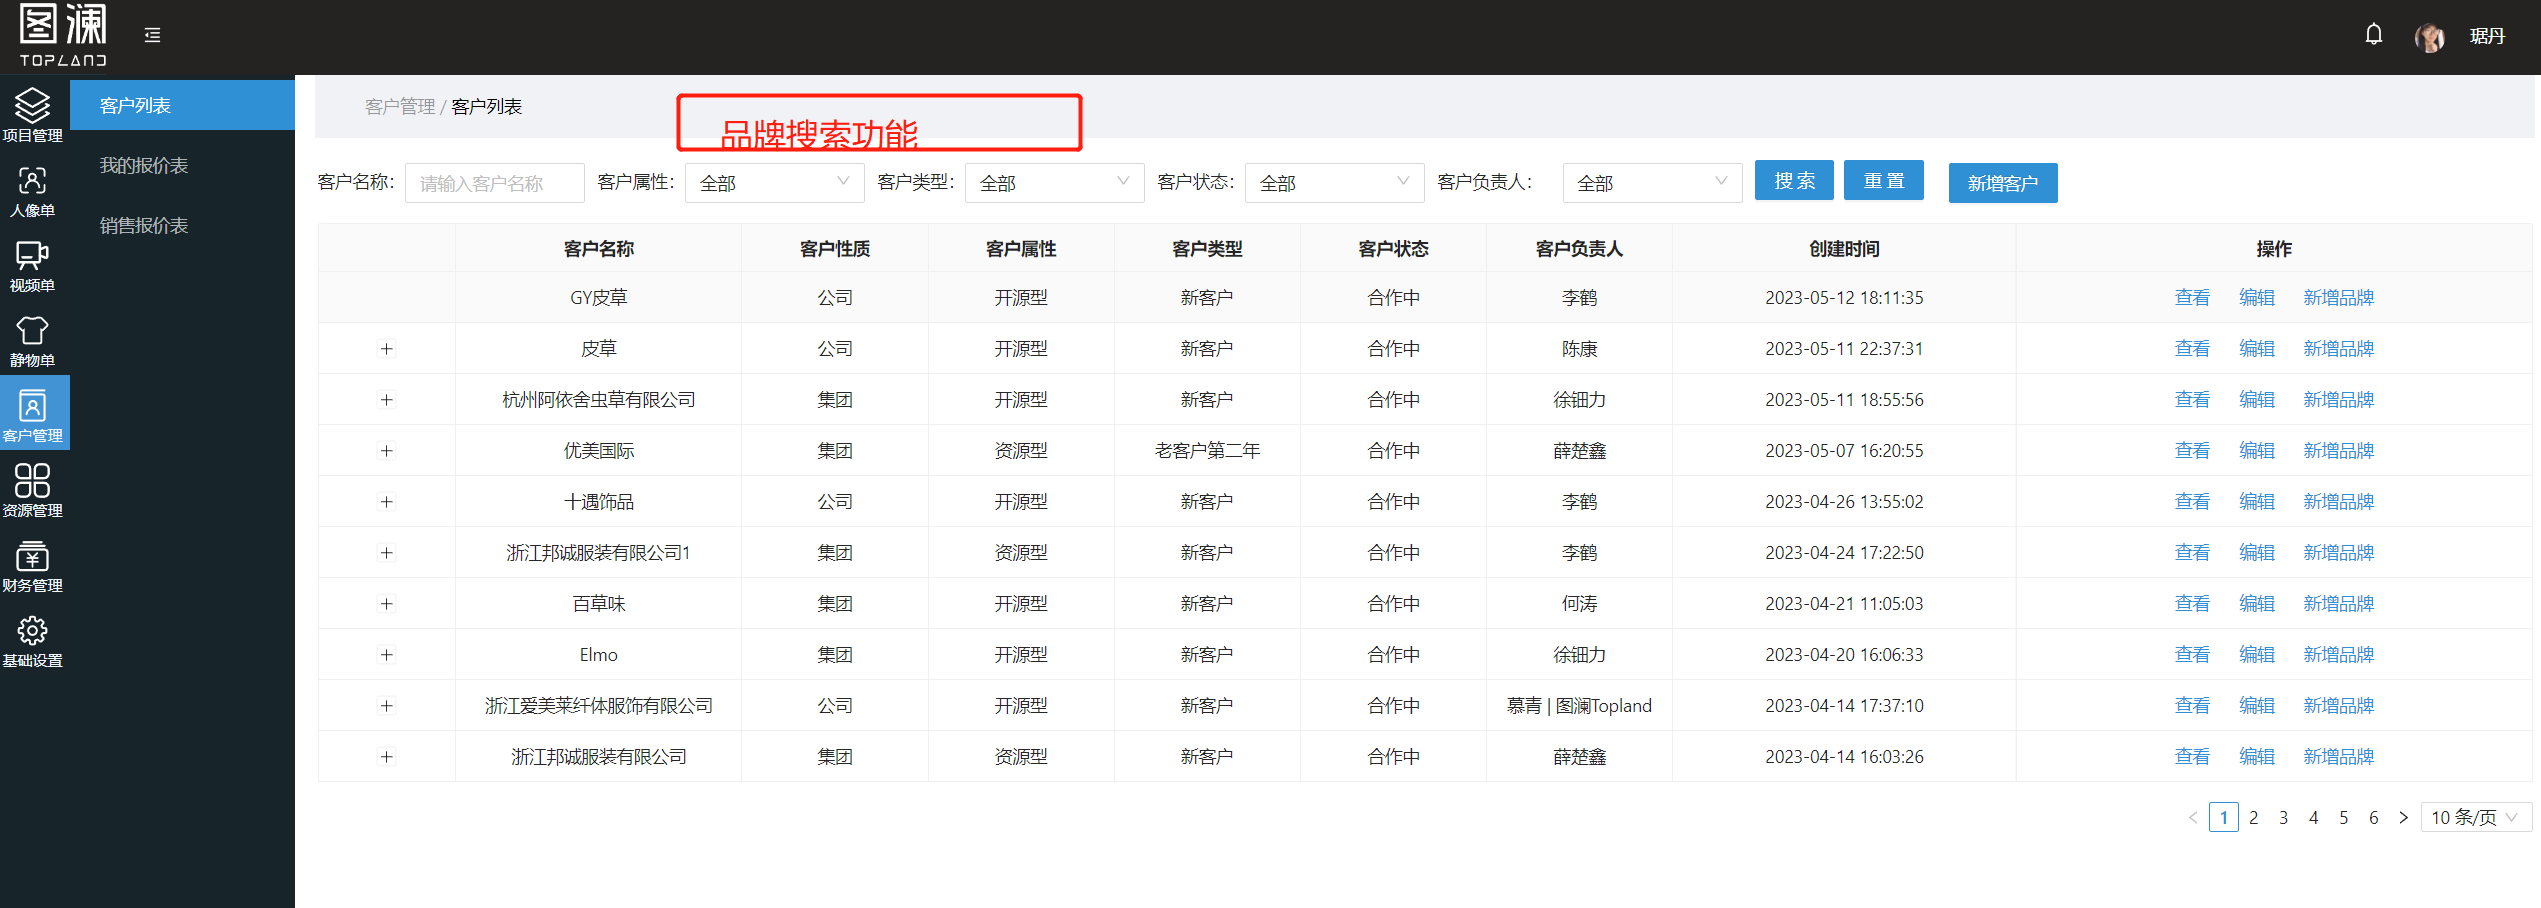 图澜
TOPLAND
琚丹
项目管理
人像单
视频单
静物单
客户管理
资源管理
财务管理
基础设置
客户列表
我的报价表
销售报价表
客户管理 / 客户列表
品牌搜索功能
客户名称： 请输入客户名称 客户属性： 全部 客户类型： 全部 客户状态： 全部 客户负责人： 全部 搜 索 重 置 新增客户
客户名称 客户性质 客户属性 客户类型 客户状态 客户负责人 创建时间 操作
GY皮草 公司 开源型 新客户 合作中 李鹤 2023-05-12 18:11:35 查看 编辑 新增品牌
+ 皮草 公司 开源型 新客户 合作中 陈康 2023-05-11 22:37:31 查看 编辑 新增品牌
+ 杭州阿依舍虫草有限公司 集团 开源型 新客户 合作中 徐钿力 2023-05-11 18:55:56 查看 编辑 新增品牌
+ 优美国际 集团 资源型 老客户第二年 合作中 薛楚鑫 2023-05-07 16:20:55 查看 编辑 新增品牌
+ 十遇饰品 公司 开源型 新客户 合作中 李鹤 2023-04-26 13:55:02 查看 编辑 新增品牌
+ 浙江邦诚服装有限公司1 集团 资源型 新客户 合作中 李鹤 2023-04-24 17:22:50 查看 编辑 新增品牌
+ 百草味 集团 开源型 新客户 合作中 何涛 2023-04-21 11:05:03 查看 编辑 新增品牌
+ Elmo 集团 开源型 新客户 合作中 徐钿力 2023-04-20 16:06:33 查看 编辑 新增品牌
+ 浙江爱美莱纤体服饰有限公司 公司 开源型 新客户 合作中 慕青 | 图澜Topland 2023-04-14 17:37:10 查看 编辑 新增品牌
+ 浙江邦诚服装有限公司 集团 资源型 新客户 合作中 薛楚鑫 2023-04-14 16:03:26 查看 编辑 新增品牌
< 1 2 3 4 5 6 > 10 条/页